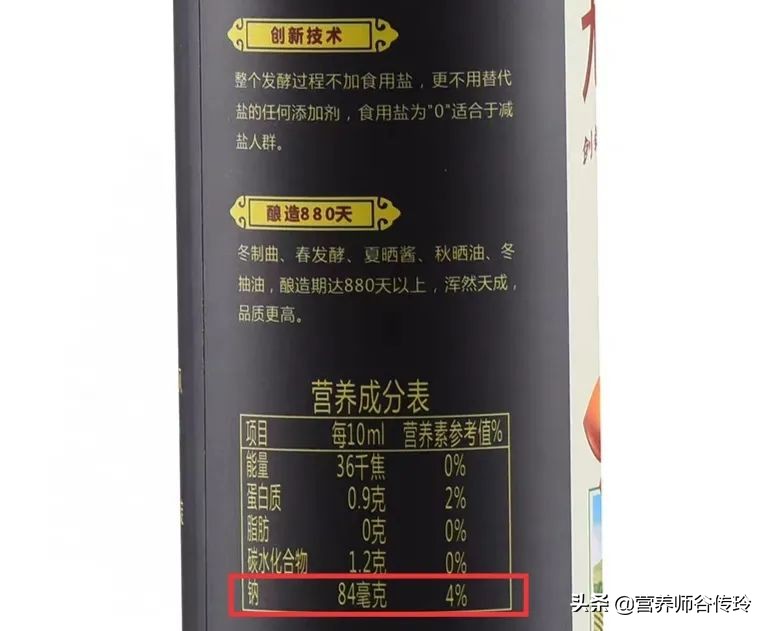 创新技术
整个发酵过程不加食用盐，更不用替代
盐的任何添加剂，食用盐为"0"适合于减
盐人群。
酿造880天
冬制曲、春发酵、夏晒酱、秋晒油、冬
抽油，酿造期达880天以上，浑然天成，
品质更高。
营养成分表
项目 每10ml 营养素参考值%
能量 36千焦 0%
蛋白质 0.9克 2%
脂肪 0克 0%
碳水化合物 1.2克 0%
钠 84毫克 4%
头条 @营养师谷传玲